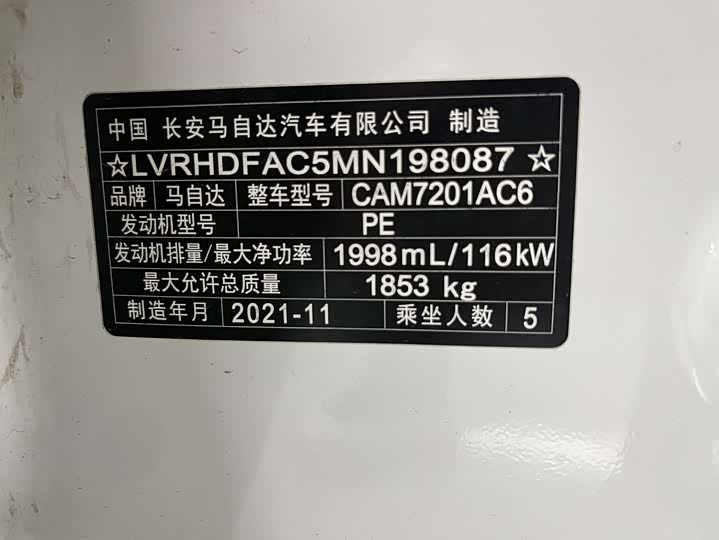 中国 长安马自达汽车有限公司 制造
☆LVRHDFAC5MN198087☆
品牌 马自达 整车型号 CAM7201AC6
发动机型号 PE
发动机排量/最大净功率 1998mL/116kW
最大允许总质量 1853 kg
制造年月 2021-11 乘坐人数 5